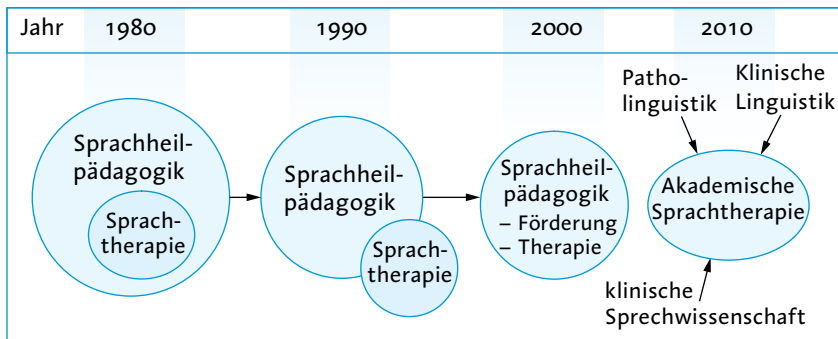 Jahr 1980 1990 2000 2010
Sprachheil-
pädagogik
Sprach-
therapie
Sprachheil-
pädagogik
Sprach-
therapie
Sprachheil-
pädagogik
– Förderung
– Therapie
Patho-
linguistik
Klinische
Linguistik
Akademische
Sprachtherapie
klinische
Sprechwissenschaft